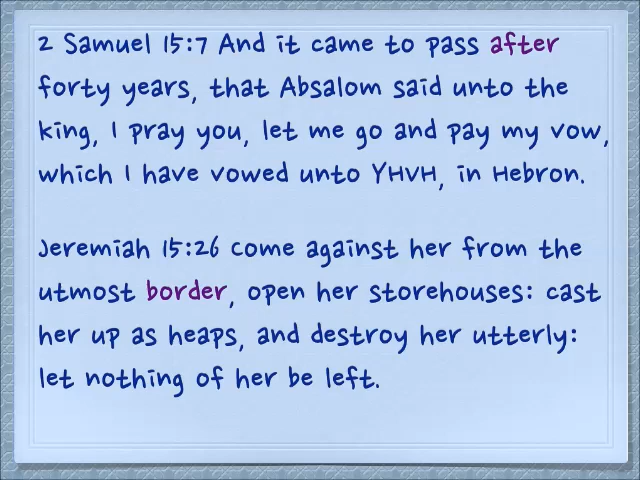 2 Samuel 15:7 And it came to pass after
forty years, that Absalom said unto the
king, I pray you, let me go and pay my vow,
which I have vowed unto YHVH, in Hebron.
Jeremiah 15:26 Come against her from the
utmost border, open her storehouses: cast
her up as heaps, and destroy her utterly:
let nothing of her be left.